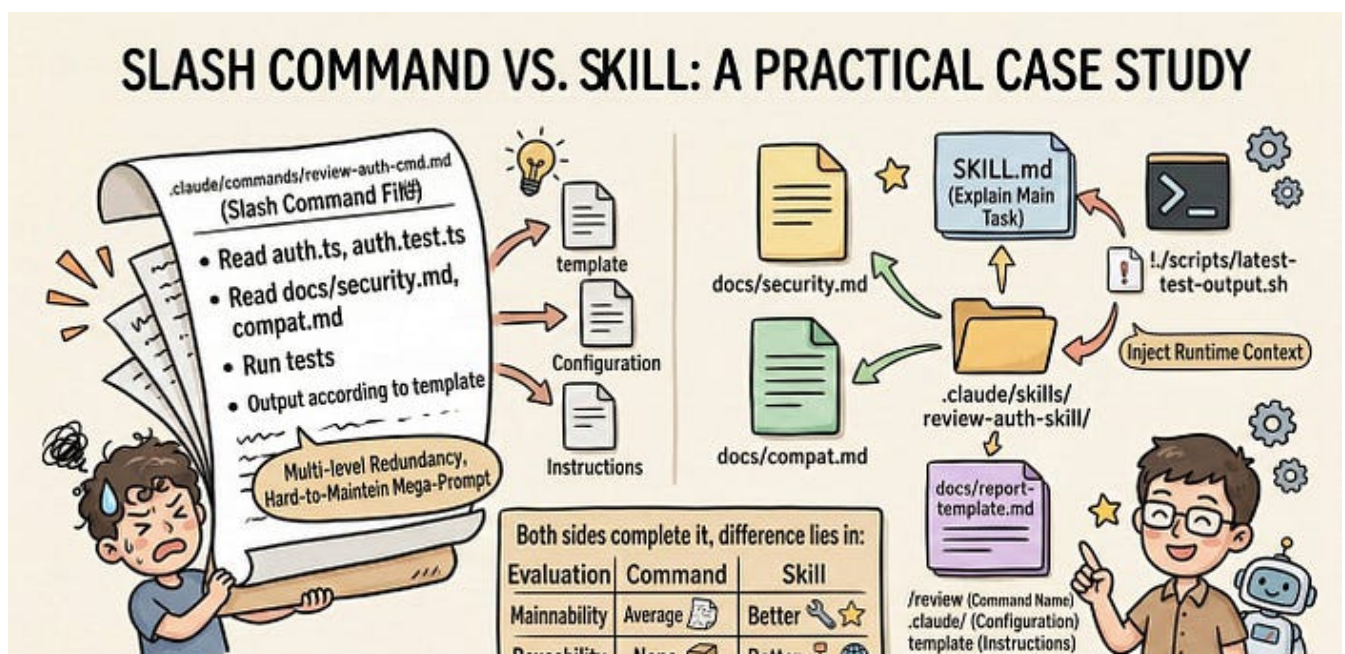 SLASH COMMAND VS. SKILL: A PRACTICAL CASE STUDY
.claude/commands/review-auth-cmd.md
(Slash Command File)
• Read auth.ts, auth.test.ts
• Read docs/security.md,
compat.md
• Run tests
• Output according to template
Multi-level Redundancy,
Hard-to-Maintein Mega-Prompt
template
Configuration
Instructions
docs/security.md
docs/compat.md
SKILL.md
(Explain Main
Task)
!./scripts/latest-
test-output.sh
Inject Runtime Context
.claude/skills/
review-auth-skill/
docs/report-
template.md
/review (Command Name)
.claude/ (Configuration)
template (Instructions)
Both sides complete it, difference lies in:
Evaluation Command Skill
Mainnability Average Better